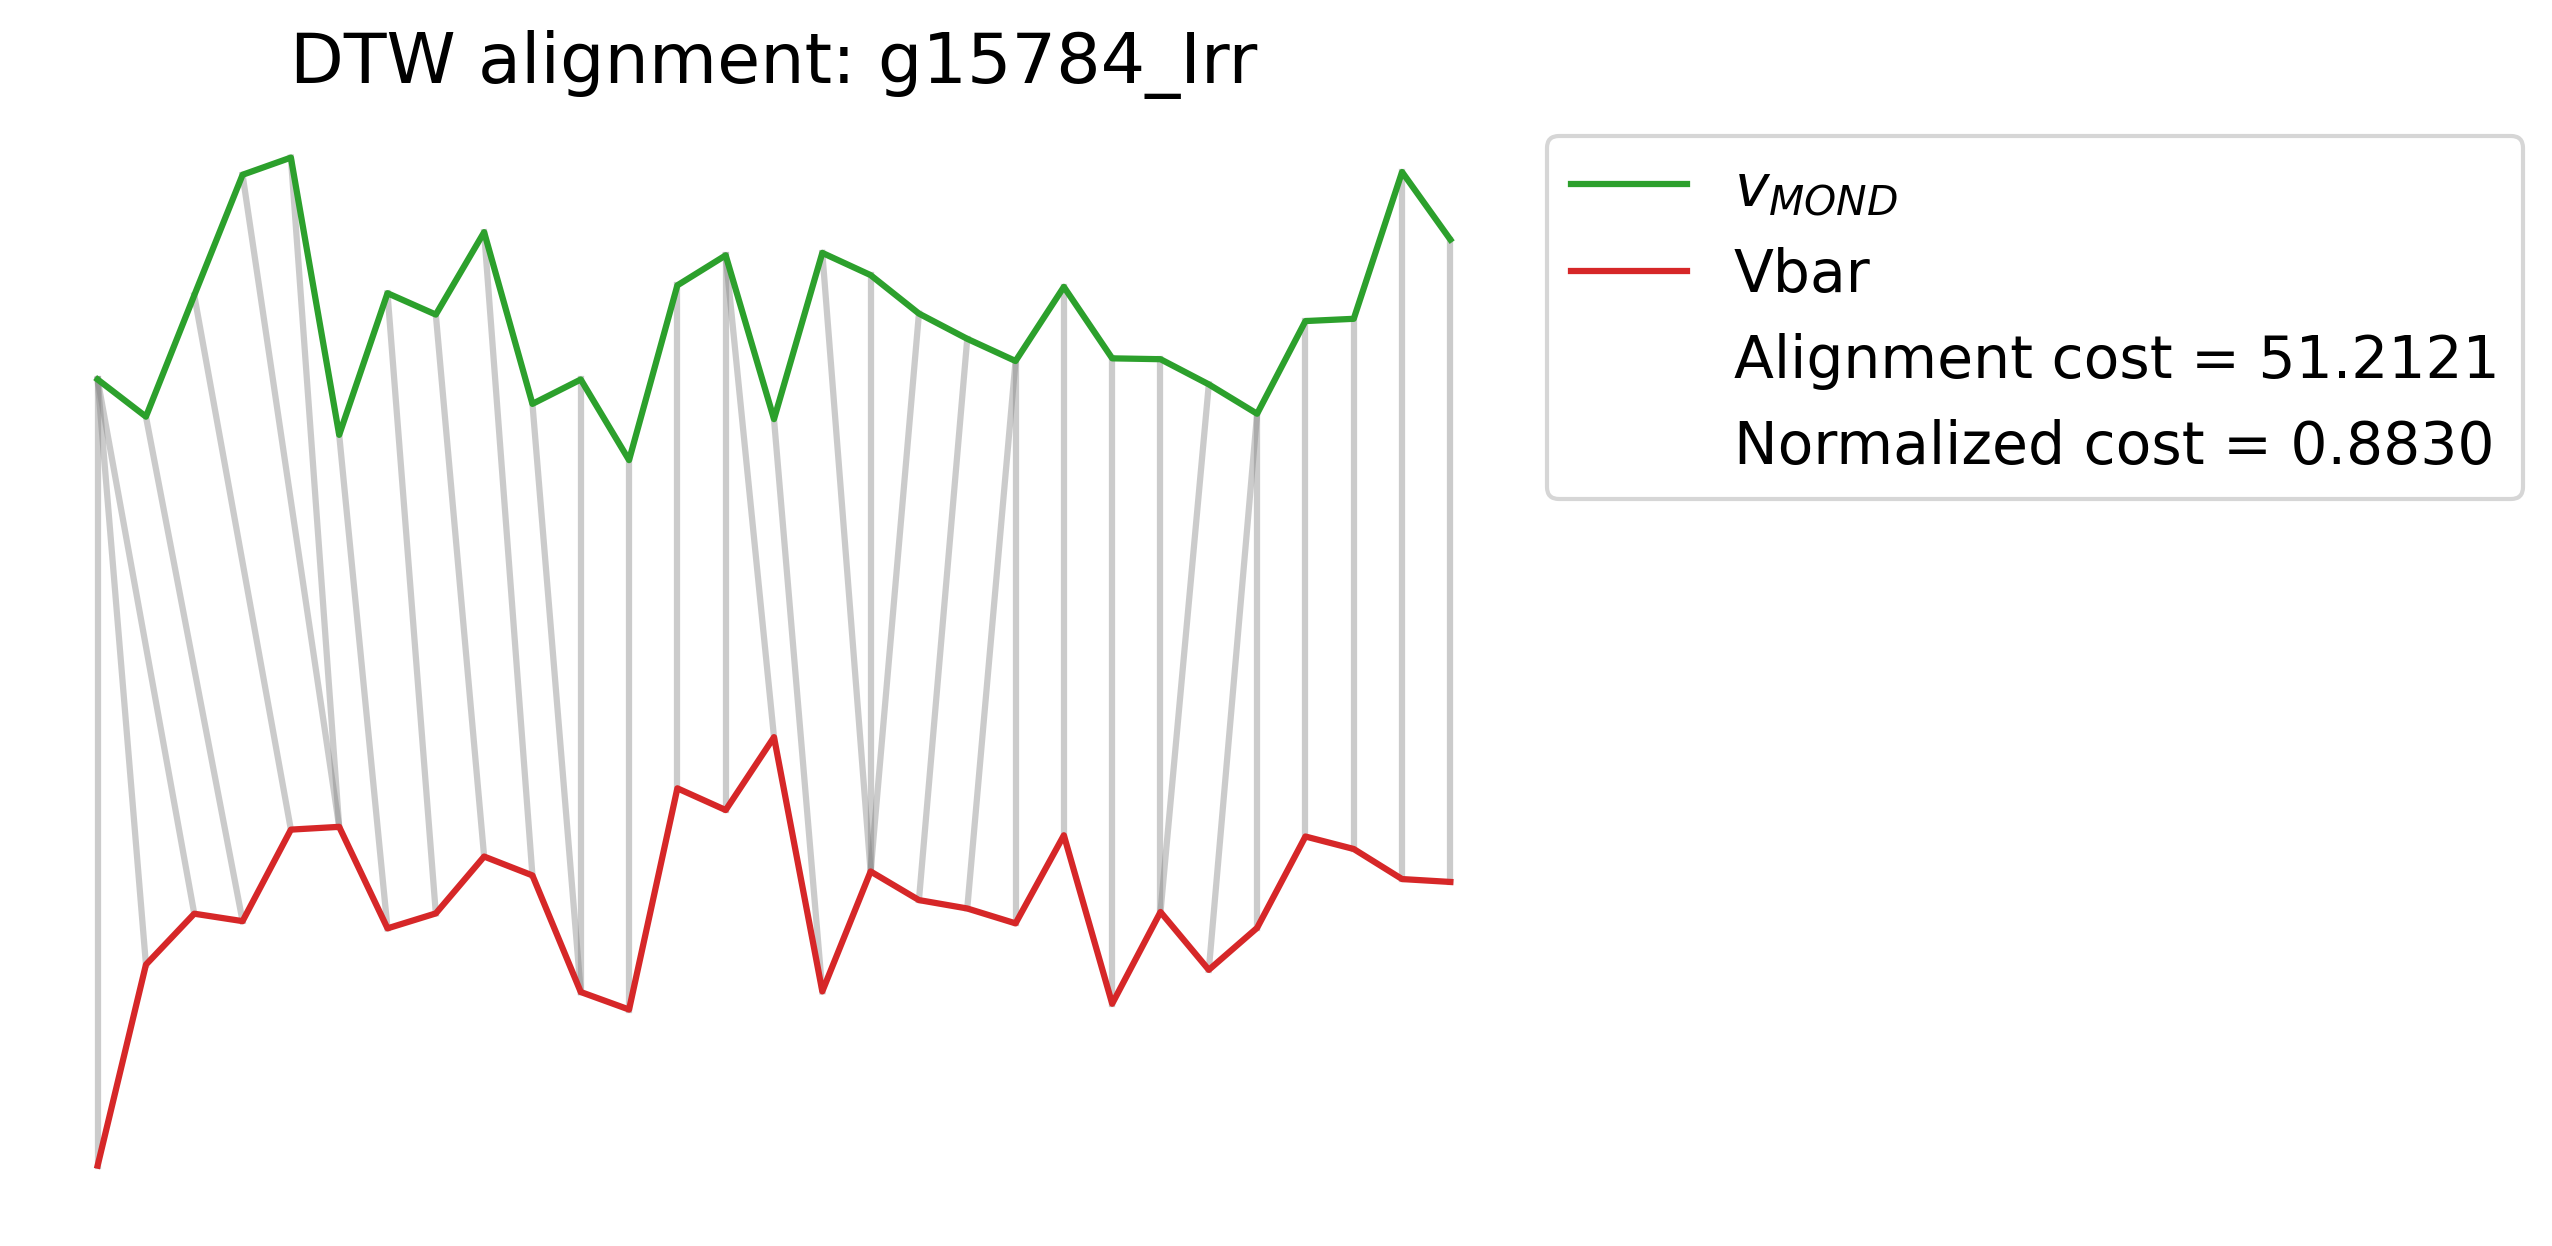 DTW alignment: g15784_Irr
v_MOND
Vbar
Alignment cost = 51.2121
Normalized cost = 0.8830